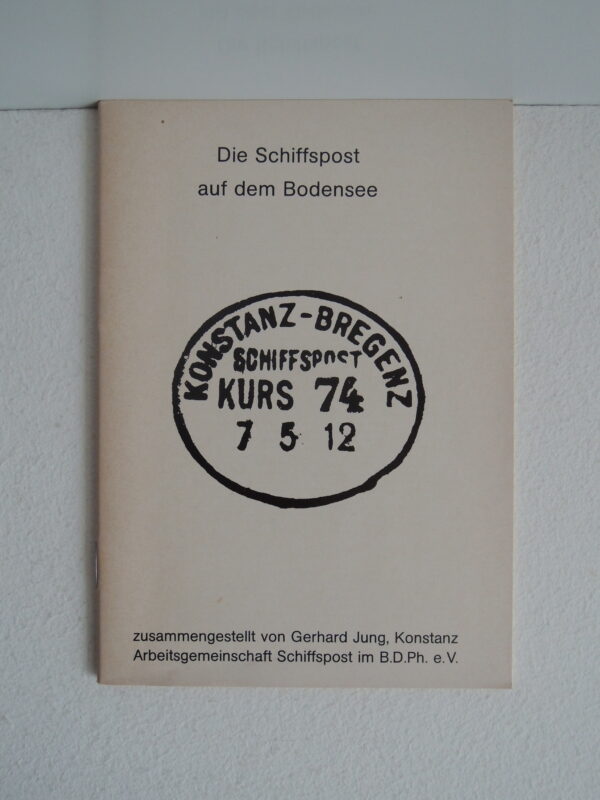 Die Schiffspost
auf dem Bodensee
KONSTANZ-BREGENZ
SCHIFFSPOST
KURS 74
7 5 12
zusammengestellt von Gerhard Jung, Konstanz
Arbeitsgemeinschaft Schiffspost im B.D.Ph. e.V.